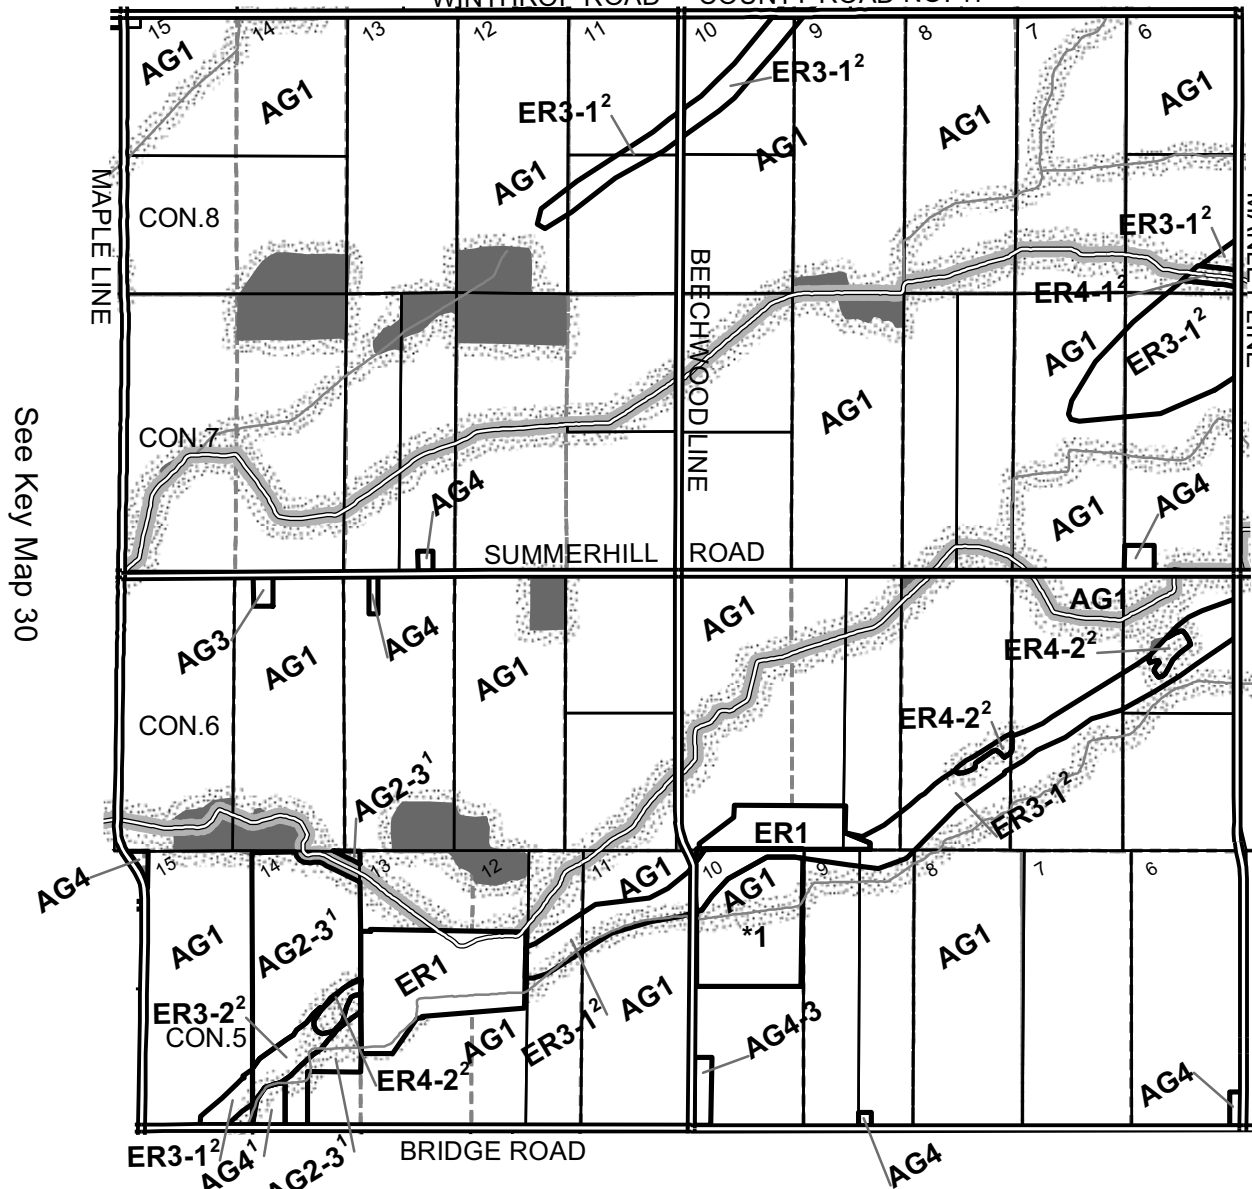 WINTHROP ROAD COUNTY ROAD NO.
15 14 13 12 11 10 9 8 7 6
AG1
AG1
ER3-1²
ER3-1²
AG1
AG1
AG1
AG1
MAPLE LINE
CON.8
BEECHWOOD LINE
ER3-1²
ER4-1²
LINE
AG1
ER3-1²
AG1
CON.7
See Key Map 30
AG4
AG1
AG4
SUMMERHILL ROAD
AG3
AG1
AG4
AG1
AG1
AG1
ER4-2²
CON.6
ER4-2²
AG2-3¹
ER3-1²
ER1
AG4
15 14 13 12 11 10 9 8 7 6
AG1
AG1
*1
AG1
AG2-3¹
ER1
AG1
ER3-2²
CON.5
AG1
ER3-1²
AG1
AG4-3
ER4-2²
AG4
ER3-1²
AG4¹
AG2-3¹
BRIDGE ROAD
AG4